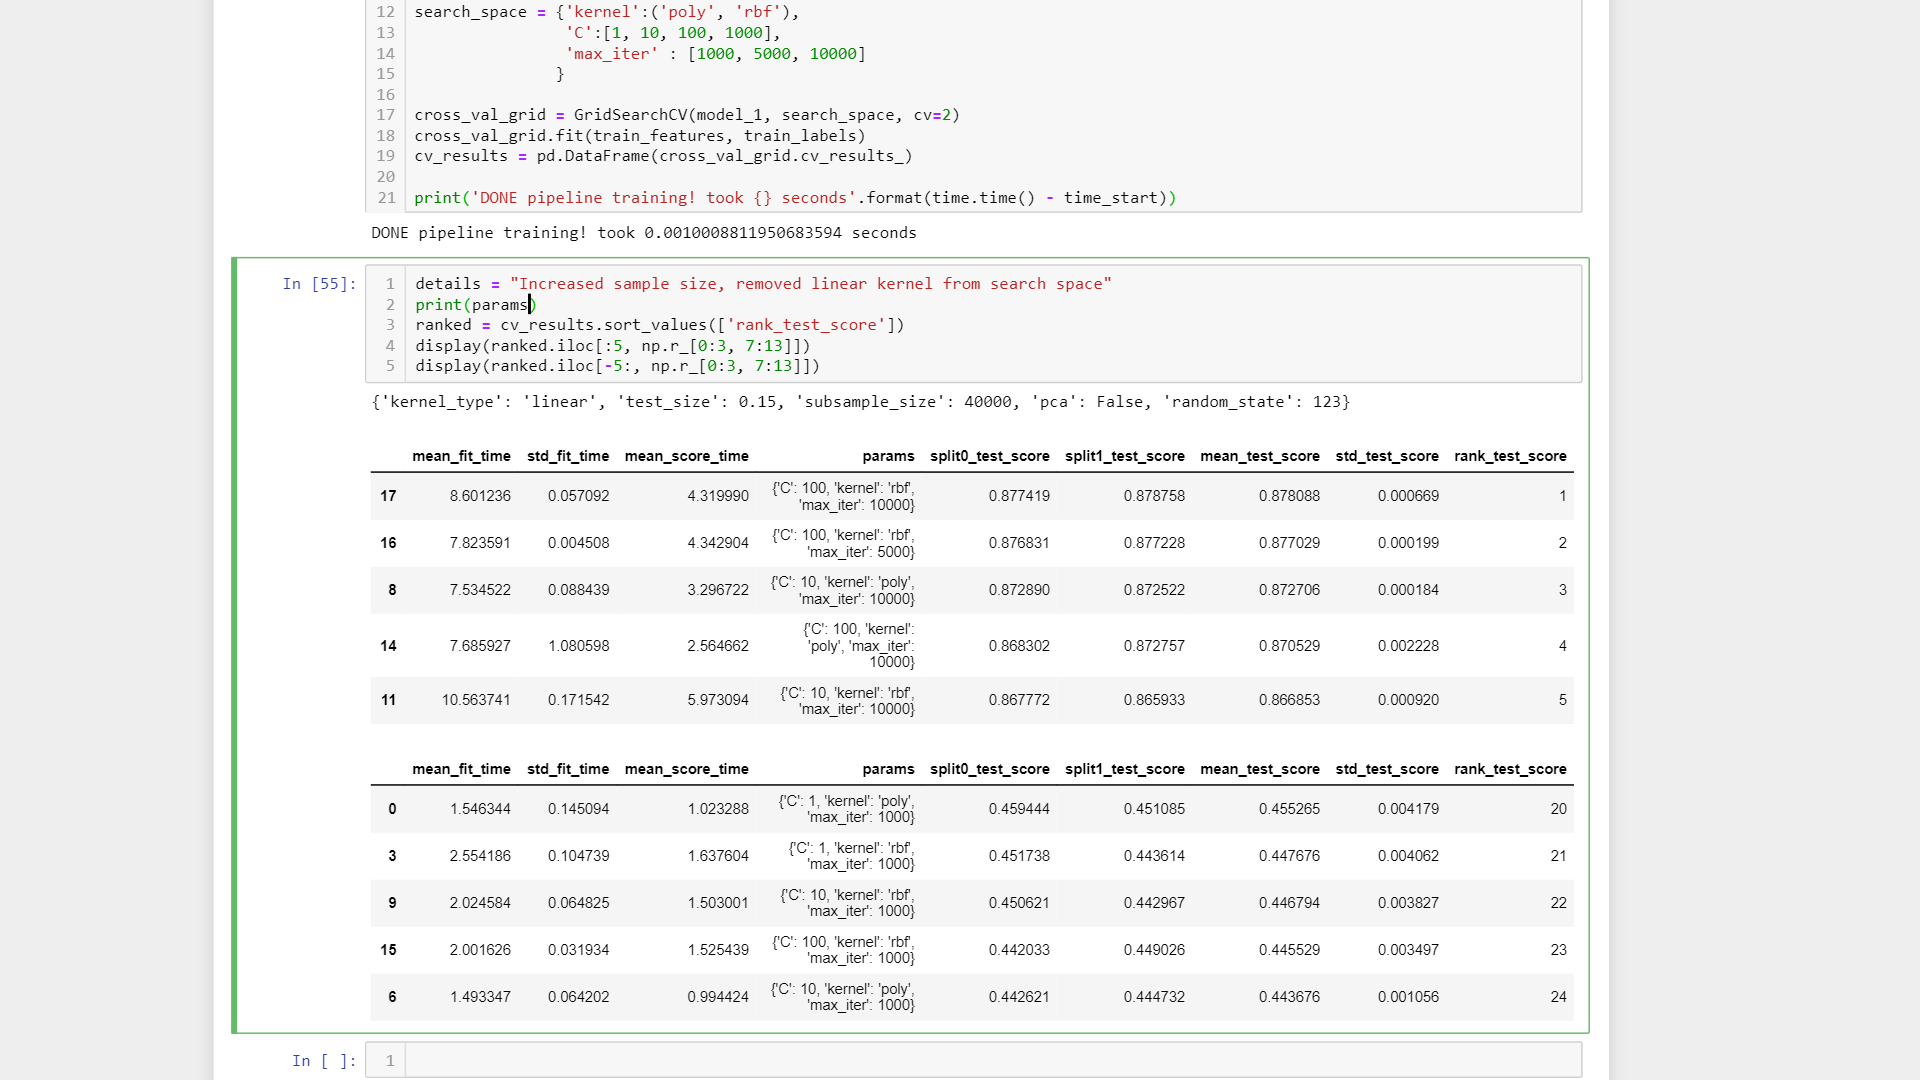 12 search_space = {'kernel':('poly', 'rbf'),
13 'C':[1, 10, 100, 1000],
14 'max_iter' : [1000, 5000, 10000]
15 }
16
17 cross_val_grid = GridSearchCV(model_1, search_space, cv=2)
18 cross_val_grid.fit(train_features, train_labels)
19 cv_results = pd.DataFrame(cross_val_grid.cv_results_)
20
21 print('DONE pipeline training! took {} seconds'.format(time.time() - time_start))
DONE pipeline training! took 0.0010008811950683594 seconds
In [55]: 1 details = "Increased sample size, removed linear kernel from search space"
2 print(params)
3 ranked = cv_results.sort_values(['rank_test_score'])
4 display(ranked.iloc[:5, np.r_[0:3, 7:13]])
5 display(ranked.iloc[-5:, np.r_[0:3, 7:13]])
{'kernel_type': 'linear', 'test_size': 0.15, 'subsample_size': 40000, 'pca': False, 'random_state': 123}
mean_fit_time std_fit_time mean_score_time params split0_test_score split1_test_score mean_test_score std_test_score rank_test_score
17 8.601236 0.057092 4.319990 {'C': 100, 'kernel': 'rbf', 'max_iter': 10000} 0.877419 0.878758 0.878088 0.000669 1
16 7.823591 0.004508 4.342904 {'C': 100, 'kernel': 'rbf', 'max_iter': 5000} 0.876831 0.877228 0.877029 0.000199 2
8 7.534522 0.088439 3.296722 {'C': 10, 'kernel': 'poly', 'max_iter': 10000} 0.872890 0.872522 0.872706 0.000184 3
14 7.685927 1.080598 2.564662 {'C': 100, 'kernel': 'poly', 'max_iter': 10000} 0.868302 0.872757 0.870529 0.002228 4
11 10.563741 0.171542 5.973094 {'C': 10, 'kernel': 'rbf', 'max_iter': 10000} 0.867772 0.865933 0.866853 0.000920 5
mean_fit_time std_fit_time mean_score_time params split0_test_score split1_test_score mean_test_score std_test_score rank_test_score
0 1.546344 0.145094 1.023288 {'C': 1, 'kernel': 'poly', 'max_iter': 1000} 0.459444 0.451085 0.455265 0.004179 20
3 2.554186 0.104739 1.637604 {'C': 1, 'kernel': 'rbf', 'max_iter': 1000} 0.451738 0.443614 0.447676 0.004062 21
9 2.024584 0.064825 1.503001 {'C': 10, 'kernel': 'rbf', 'max_iter': 1000} 0.450621 0.442967 0.446794 0.003827 22
15 2.001626 0.031934 1.525439 {'C': 100, 'kernel': 'rbf', 'max_iter': 1000} 0.442033 0.449026 0.445529 0.003497 23
6 1.493347 0.064202 0.994424 {'C': 10, 'kernel': 'poly', 'max_iter': 1000} 0.442621 0.444732 0.443676 0.001056 24
In [ ]: 1